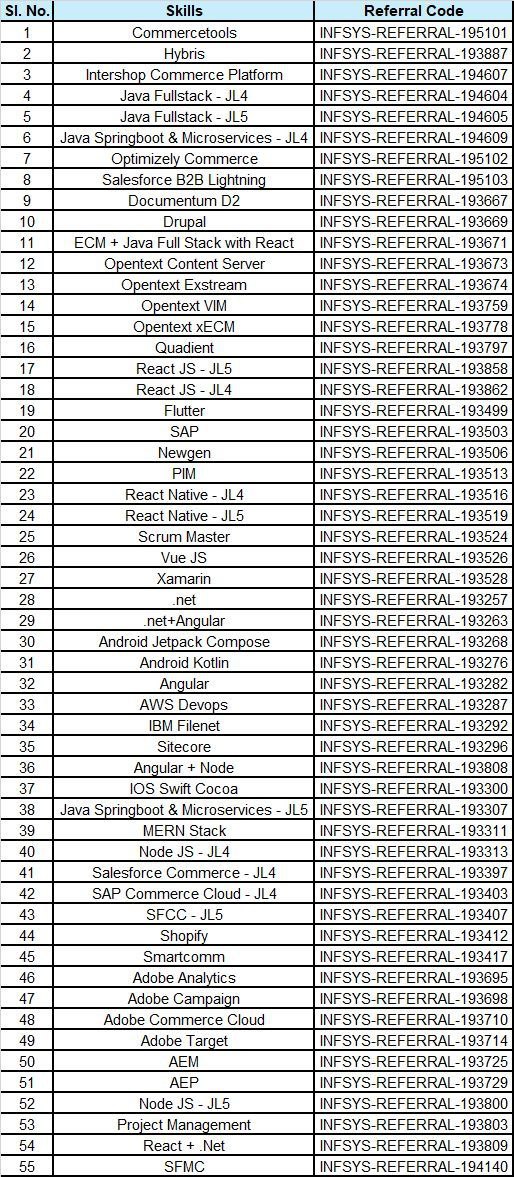 Sl. No. Skills Referral Code
1 Commercetools INFSYS-REFERRAL-195101
2 Hybris INFSYS-REFERRAL-193887
3 Intershop Commerce Platform INFSYS-REFERRAL-194607
4 Java Fullstack - JL4 INFSYS-REFERRAL-194604
5 Java Fullstack - JL5 INFSYS-REFERRAL-194605
6 Java Springboot & Microservices - JL4 INFSYS-REFERRAL-194609
7 Optimizely Commerce INFSYS-REFERRAL-195102
8 Salesforce B2B Lightning INFSYS-REFERRAL-195103
9 Documentum D2 INFSYS-REFERRAL-193667
10 Drupal INFSYS-REFERRAL-193669
11 ECM + Java Full Stack with React INFSYS-REFERRAL-193671
12 Opentext Content Server INFSYS-REFERRAL-193673
13 Opentext Exstream INFSYS-REFERRAL-193674
14 Opentext VIM INFSYS-REFERRAL-193759
15 Opentext xECM INFSYS-REFERRAL-193778
16 Quadient INFSYS-REFERRAL-193797
17 React JS - JL5 INFSYS-REFERRAL-193858
18 React JS - JL4 INFSYS-REFERRAL-193862
19 Flutter INFSYS-REFERRAL-193499
20 SAP INFSYS-REFERRAL-193503
21 Newgen INFSYS-REFERRAL-193506
22 PIM INFSYS-REFERRAL-193513
23 React Native - JL4 INFSYS-REFERRAL-193516
24 React Native - JL5 INFSYS-REFERRAL-193519
25 Scrum Master INFSYS-REFERRAL-193524
26 Vue JS INFSYS-REFERRAL-193526
27 Xamarin INFSYS-REFERRAL-193528
28 .net INFSYS-REFERRAL-193257
29 .net+Angular INFSYS-REFERRAL-193263
30 Android Jetpack Compose INFSYS-REFERRAL-193268
31 Android Kotlin INFSYS-REFERRAL-193276
32 Angular INFSYS-REFERRAL-193282
33 AWS Devops INFSYS-REFERRAL-193287
34 IBM Filenet INFSYS-REFERRAL-193292
35 Sitecore INFSYS-REFERRAL-193296
36 Angular + Node INFSYS-REFERRAL-193808
37 IOS Swift Cocoa INFSYS-REFERRAL-193300
38 Java Springboot & Microservices - JL5 INFSYS-REFERRAL-193307
39 MERN Stack INFSYS-REFERRAL-193311
40 Node JS - JL4 INFSYS-REFERRAL-193313
41 Salesforce Commerce - JL4 INFSYS-REFERRAL-193397
42 SAP Commerce Cloud - JL4 INFSYS-REFERRAL-193403
43 SFCC - JL5 INFSYS-REFERRAL-193407
44 Shopify INFSYS-REFERRAL-193412
45 Smartcomm INFSYS-REFERRAL-193417
46 Adobe Analytics INFSYS-REFERRAL-193695
47 Adobe Campaign INFSYS-REFERRAL-193698
48 Adobe Commerce Cloud INFSYS-REFERRAL-193710
49 Adobe Target INFSYS-REFERRAL-193714
50 AEM INFSYS-REFERRAL-193725
51 AEP INFSYS-REFERRAL-193729
52 Node JS - JL5 INFSYS-REFERRAL-193800
53 Project Management INFSYS-REFERRAL-193803
54 React + .Net INFSYS-REFERRAL-193809
55 SFMC INFSYS-REFERRAL-194140